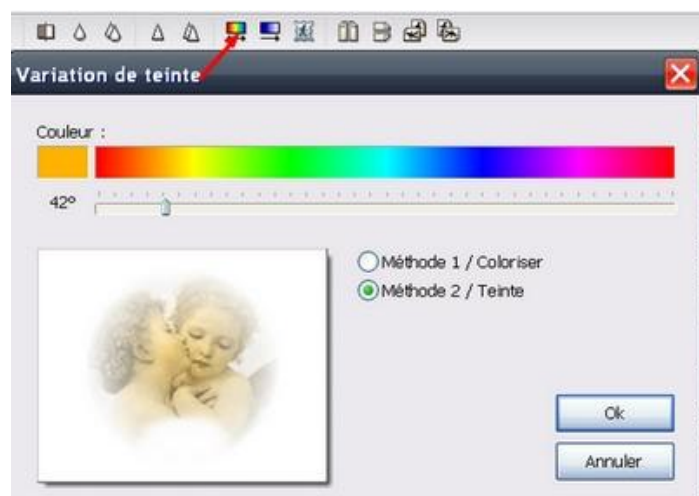 Variation de teinte
Couleur :
42°
Méthode 1 / Coloriser
Méthode 2 / Teinte
Ok
Annuler